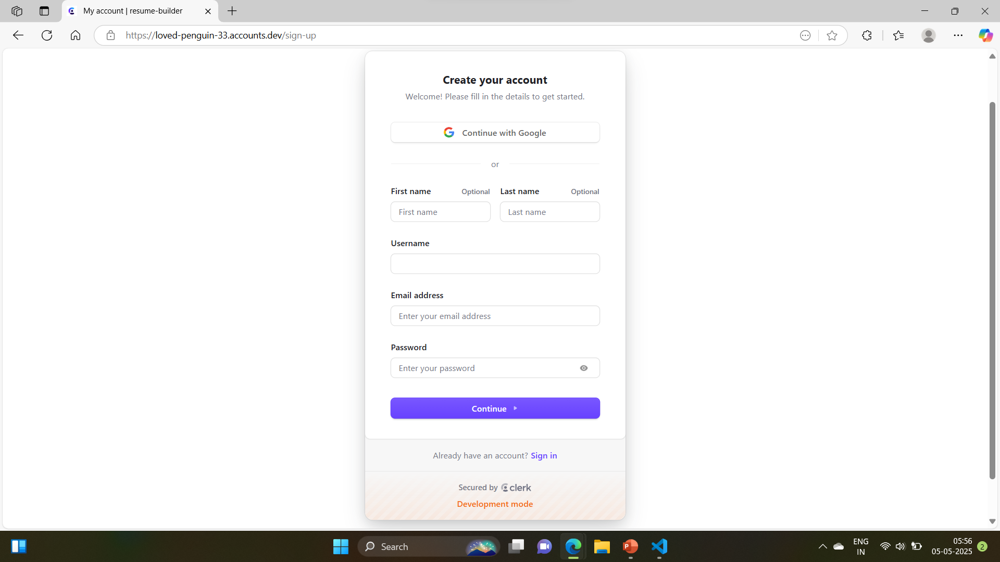 My account | resume-builder
https://loved-penguin-33.accounts.dev/sign-up
Create your account
Welcome! Please fill in the details to get started.
Continue with Google
or
First name Optional Last name Optional
First name Last name
Username
Email address
Enter your email address
Password
Enter your password
Continue
Already have an account? Sign in
Secured by clerk
Development mode
Search
P
ENG
IN
05:56
05-05-2025
2